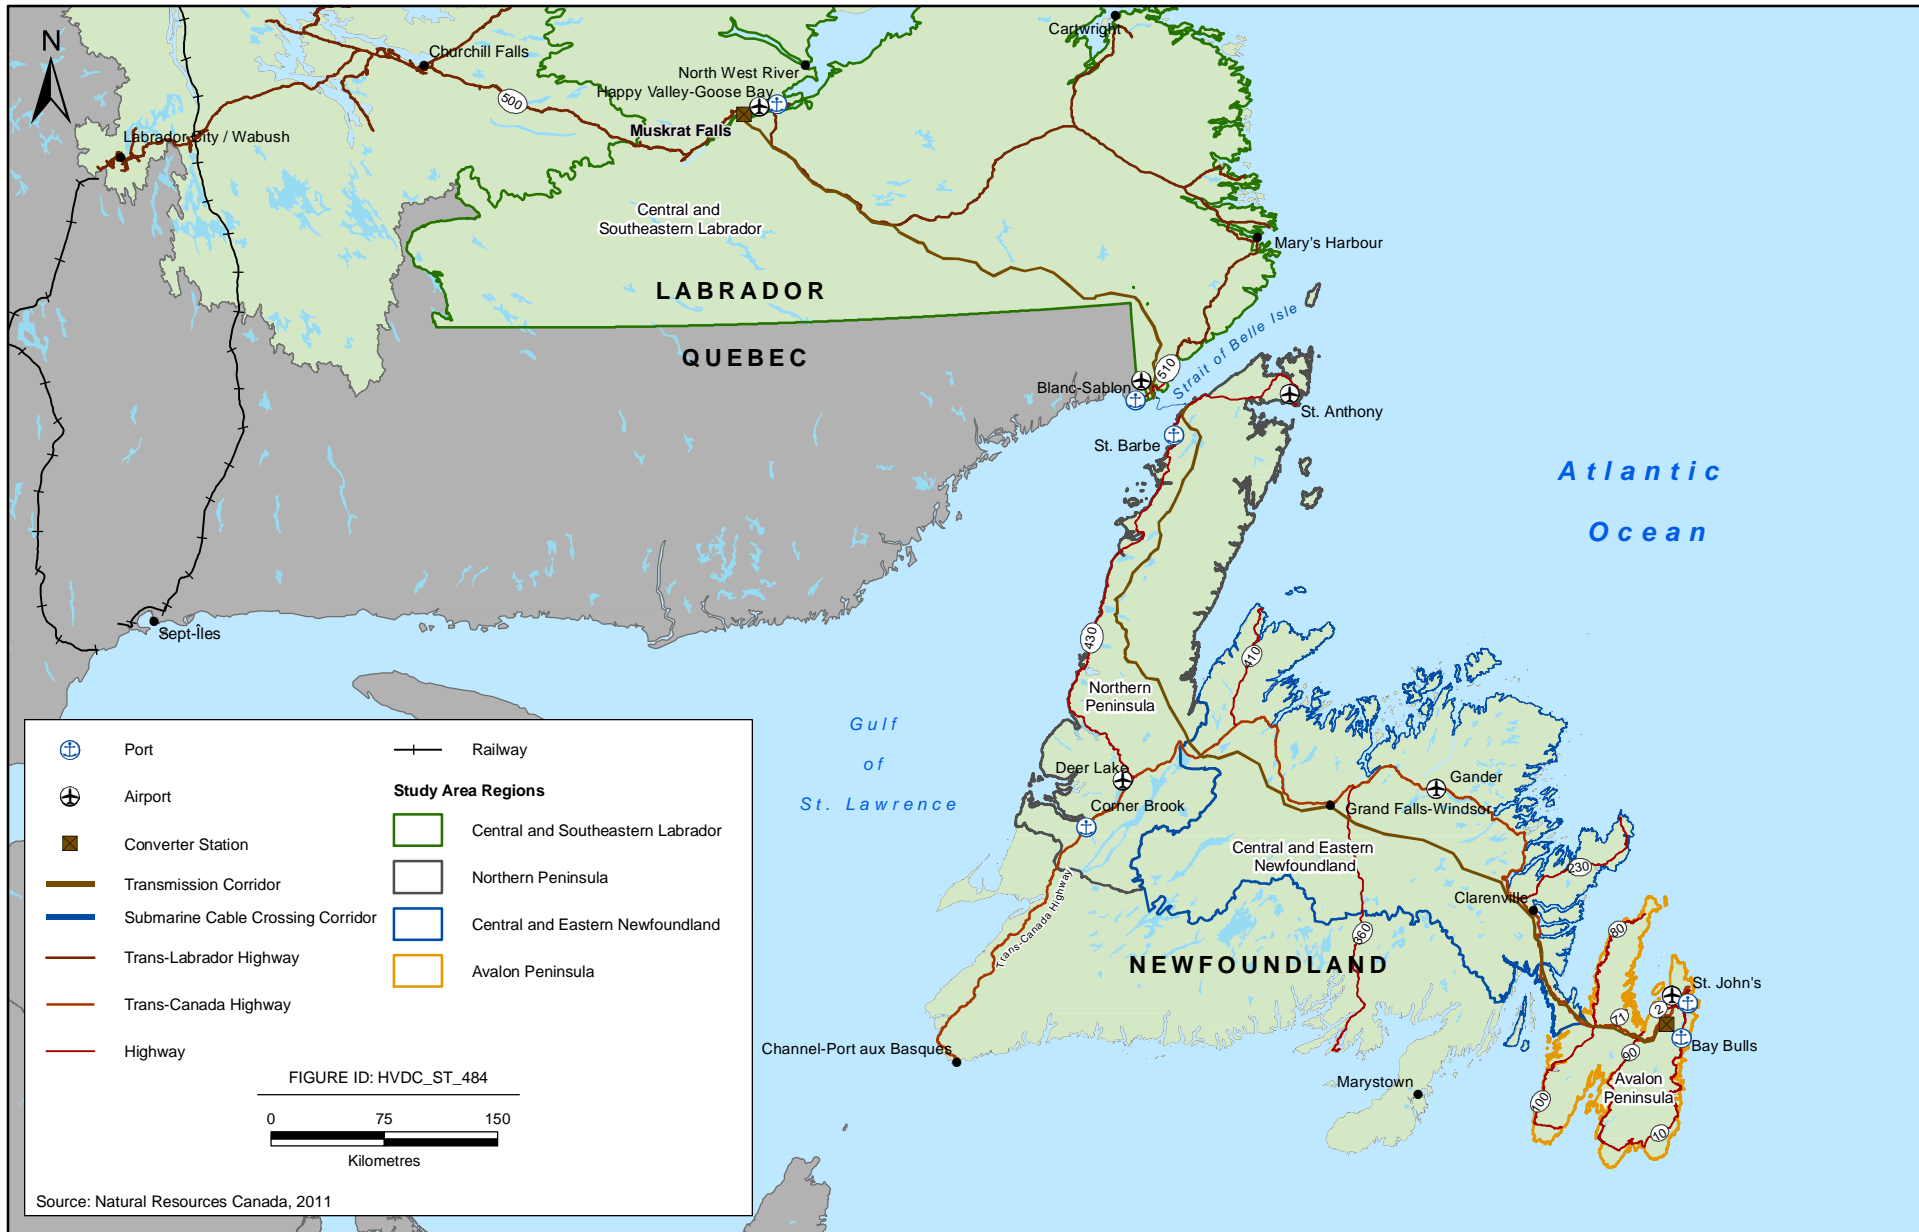 N
Cartwright
Churchill Falls
North West River
Happy Valley-Goose Bay
500
Muskrat Falls
Labrador City / Wabush
Central and
Southeastern Labrador
Mary's Harbour
LABRADOR
QUEBEC
Strait of Belle Isle
510
Blanc-Sablon
St. Anthony
St. Barbe
Atlantic
Ocean
Sept-Îles
430
410
Northern
Peninsula
Gulf
of
St. Lawrence
Deer Lake
Gander
Corner Brook
Grand Falls-Windsor
Central and Eastern
Newfoundland
230
Clarenville
Trans-Canada Highway
360
80
NEWFOUNDLAND
St. John's
2
71
Bay Bulls
90
Channel-Port aux Basques
Marystown
Avalon
Peninsula
100
10
Port
Railway
Airport
Study Area Regions
Converter Station
Central and Southeastern Labrador
Transmission Corridor
Northern Peninsula
Submarine Cable Crossing Corridor
Central and Eastern Newfoundland
Trans-Labrador Highway
Avalon Peninsula
Trans-Canada Highway
Highway
FIGURE ID: HVDC_ST_484
0 75 150
Kilometres
Source: Natural Resources Canada, 2011